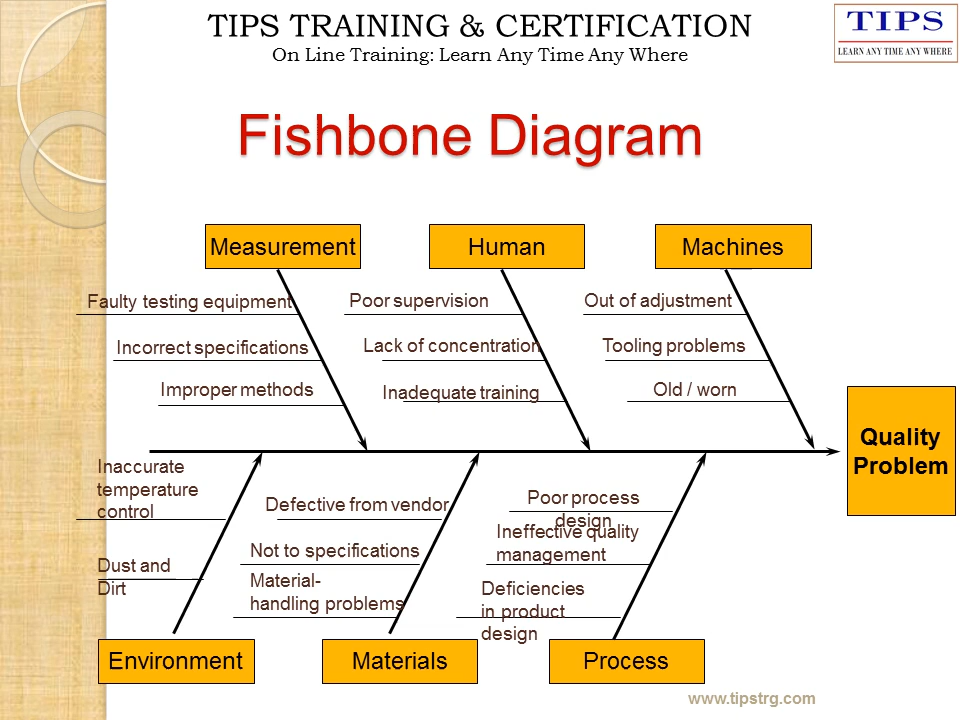 TIPS TRAINING & CERTIFICATION
On Line Training: Learn Any Time Any Where
TIPS
LEARN ANY TIME ANY WHERE
Fishbone Diagram
Measurement
Human
Machines
Faulty testing equipment
Poor supervision
Out of adjustment
Incorrect specifications
Lack of concentration
Tooling problems
Improper methods
Inadequate training
Old / worn
Quality
Problem
Inaccurate
temperature
control
Defective from vendor
Poor process
design
Ineffective quality
management
Not to specifications
Dust and
Dirt
Material-
handling problems
Deficiencies
in product
design
Environment
Materials
Process
www.tipstrg.com